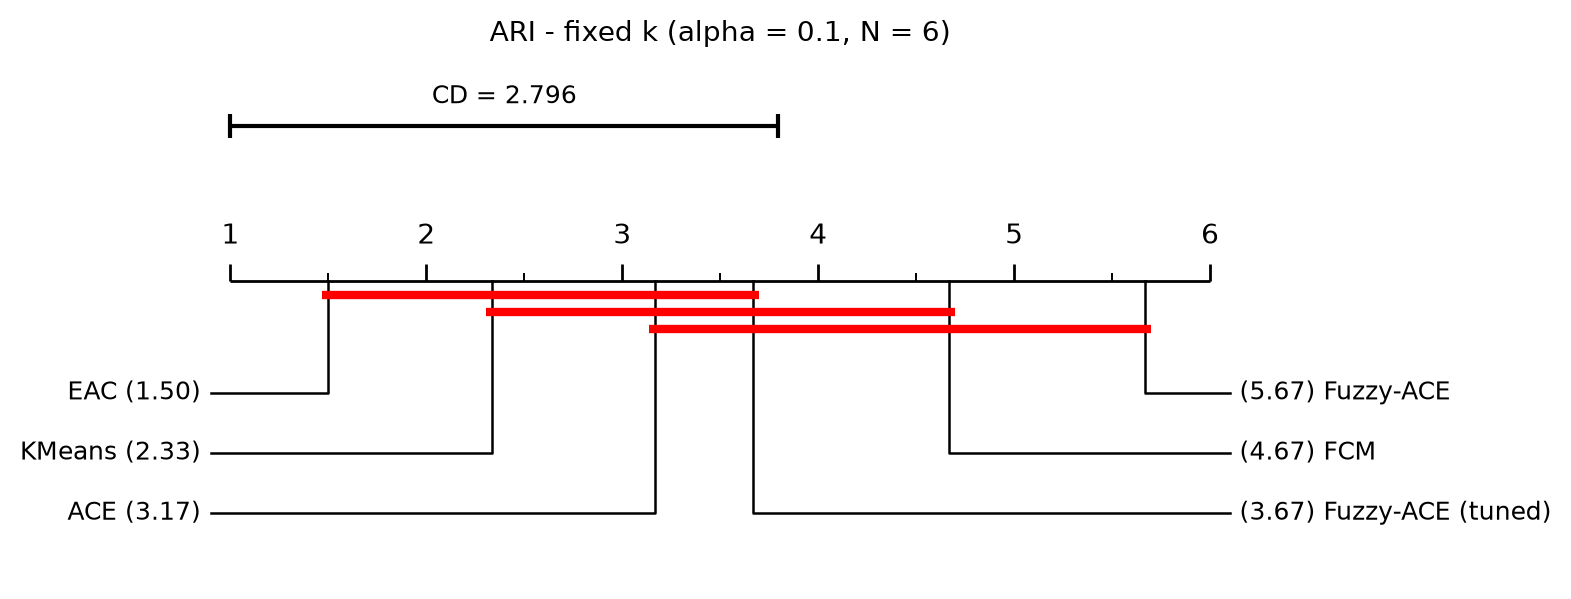 ARI - fixed k (alpha = 0.1, N = 6)
CD = 2.796
1 2 3 4 5 6
EAC (1.50)
(5.67) Fuzzy-ACE
KMeans (2.33)
(4.67) FCM
ACE (3.17)
(3.67) Fuzzy-ACE (tuned)